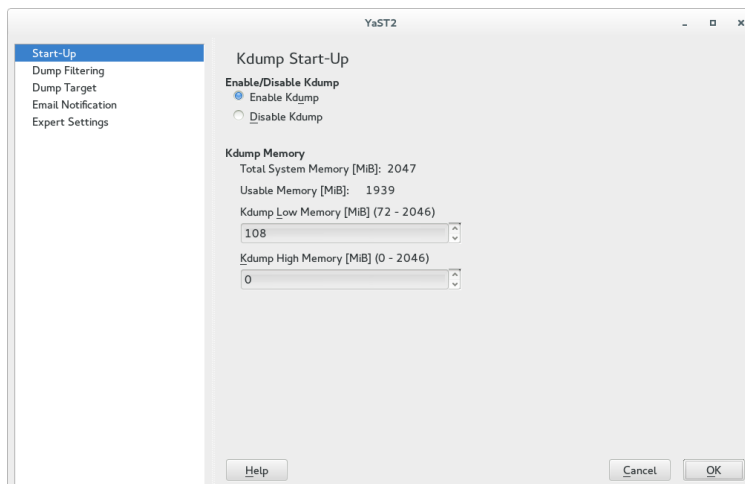 YaST2
Start-Up
Dump Filtering
Dump Target
Email Notification
Expert Settings
Kdump Start-Up
Enable/Disable Kdump
Enable Kdump
Disable Kdump
Kdump Memory
Total System Memory [MiB]: 2047
Usable Memory [MiB]: 1939
Kdump Low Memory [MiB] (72 - 2046)
108
Kdump High Memory [MiB] (0 - 2046)
0
Help
Cancel
OK